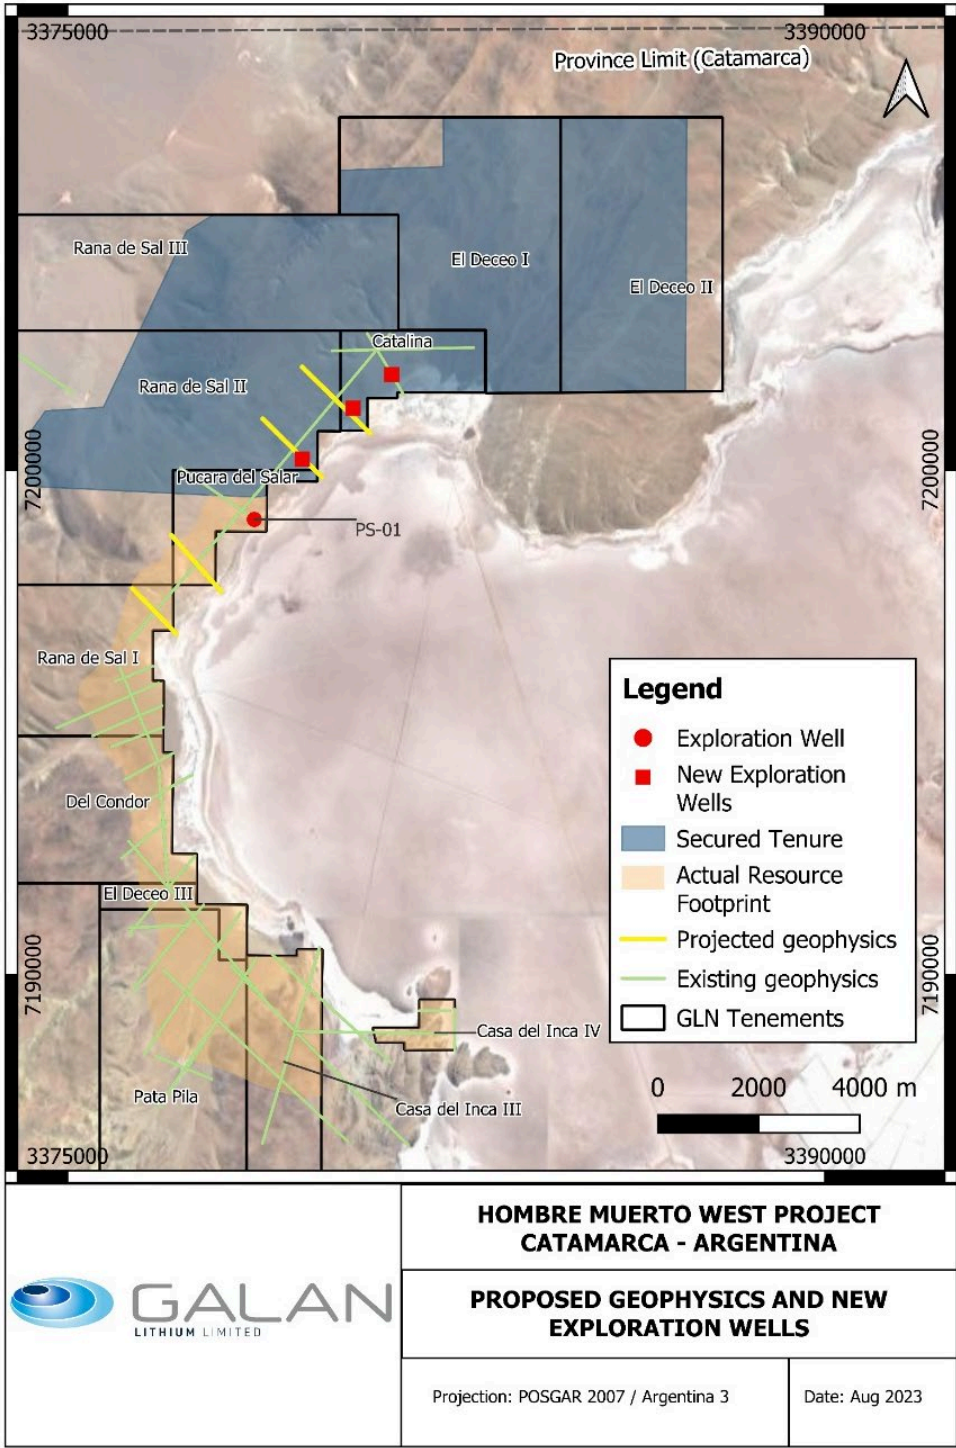 3375000
3390000
Province Limit (Catamarca)
Rana de Sal III
El Deceo I
El Deceo II
Catalina
Rana de Sal II
7200000
7200000
Pucara del Salar
PS-01
Rana de Sal I
Del Condor
El Deceo III
7190000
7190000
Casa del Inca IV
Pata Pila
Casa del Inca III
Legend
Exploration Well
New Exploration
Wells
Secured Tenure
Actual Resource
Footprint
Projected geophysics
Existing geophysics
GLN Tenements
0 2000 4000 m
3375000
3390000
GALAN
LITHIUM LIMITED
HOMBRE MUERTO WEST PROJECT
CATAMARCA - ARGENTINA
PROPOSED GEOPHYSICS AND NEW
EXPLORATION WELLS
Projection: POSGAR 2007 / Argentina 3
Date: Aug 2023